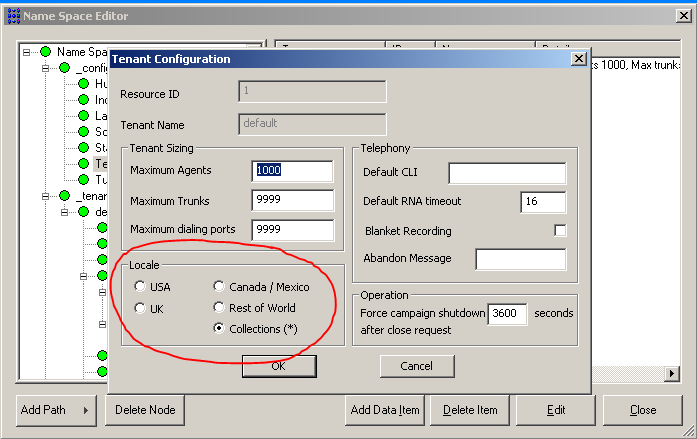 Name Space Editor
Name Spa
_config
Tenant Configuration
s 1000, Max trunk
Resource ID 1
Tenant Name default
Tenant Sizing
Maximum Agents 1000
Maximum Trunks 9999
Maximum dialing ports 9999
Telephony
Default CLI
Default RNA timeout 16
Blanket Recording
Abandon Message
Locale
USA Canada / Mexico
UK Rest of World
Collections (*)
Operation
Force campaign shutdown 3600 seconds
after close request
OK Cancel
Hu
Inc
La
Sc
Sta
Te
Tu
_tenan
de
Add Path Delete Node Add Data Item Delete Item Edit Close